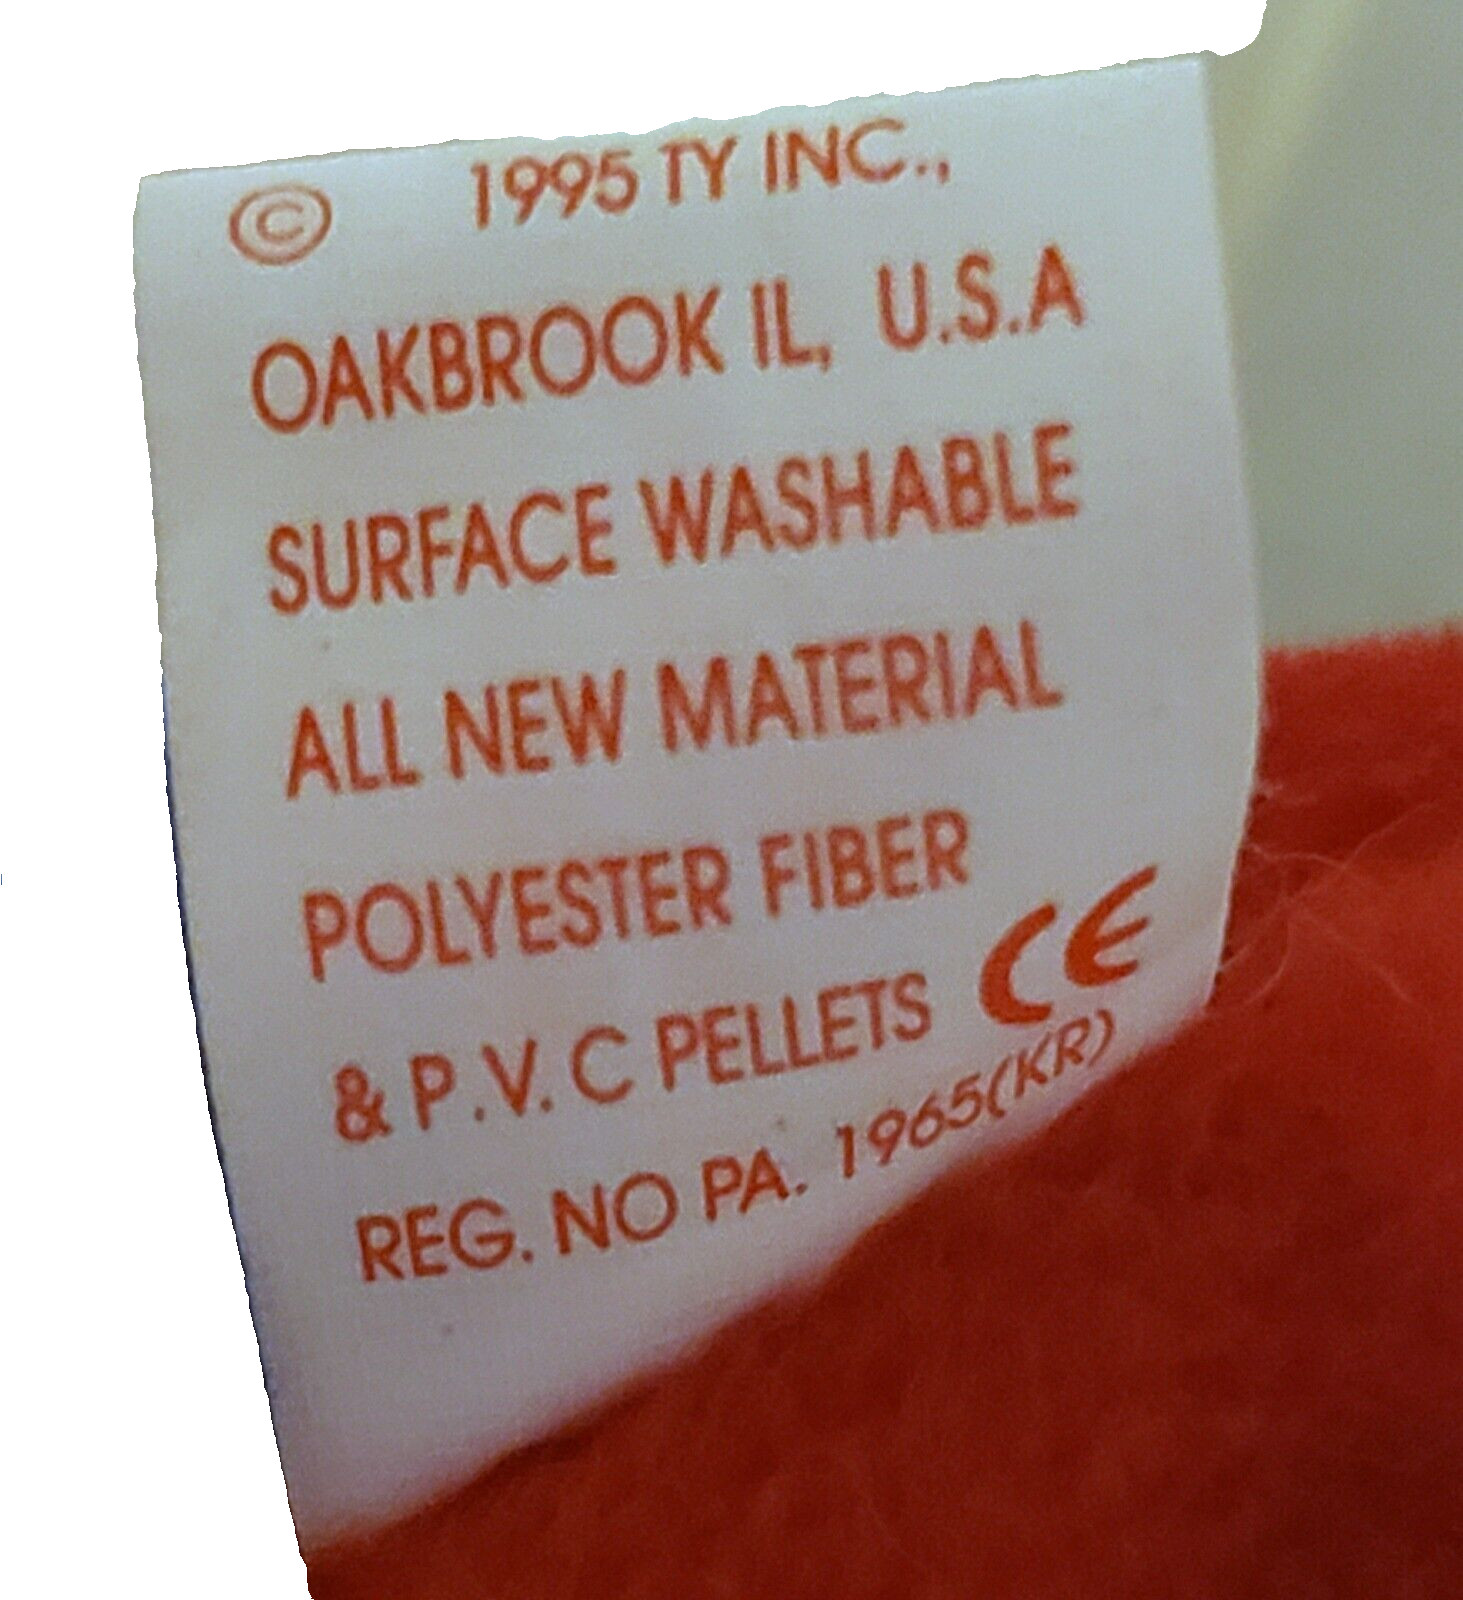 © 1995 TY INC.,
OAKBROOK IL, U.S.A
SURFACE WASHABLE
ALL NEW MATERIAL
POLYESTER FIBER
& P.V.C PELLETS CE
REG. NO PA. 1965(KR)